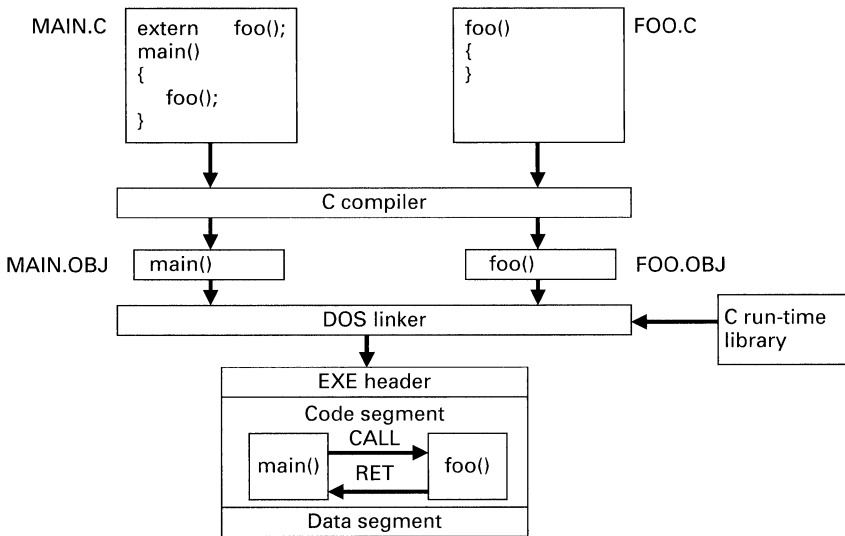 MAIN.C
extern foo();
main()
{
foo();
}
foo()
{
}
FOO.C
C compiler
MAIN.OBJ
main()
foo()
FOO.OBJ
DOS linker
C run-time
library
EXE header
Code segment
main()
CALL
RET
foo()
Data segment